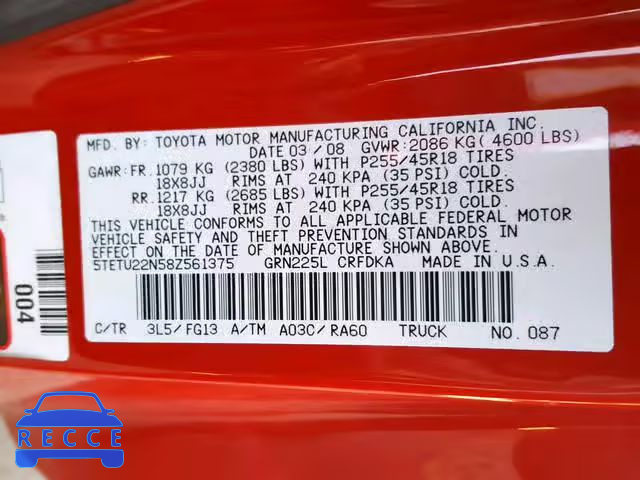 MFD. BY: TOYOTA MOTOR MANUFACTURING CALIFORNIA INC.
DATE 03 / 08 GVWR: 2086 KG( 4600 LBS)
GAWR: FR. 1079 KG (2380 LBS) WITH P255/45R18 TIRES
18X8JJ RIMS AT 240 KPA (35 PSI) COLD.
RR. 1217 KG (2685 LBS) WITH P255/45R18 TIRES
18X8JJ RIMS AT 240 KPA (35 PSI) COLD.
THIS VEHICLE CONFORMS TO ALL APPLICABLE FEDERAL MOTOR
VEHICLE SAFETY AND THEFT PREVENTION STANDARDS IN
EFFECT ON THE DATE OF MANUFACTURE SHOWN ABOVE.
5TETU22N58Z561375 GRN225L CRFDKA MADE IN U.S.A.
C/TR 3L5/FG13 A/TM A03C/RA60 TRUCK NO. 087
004
RECCE